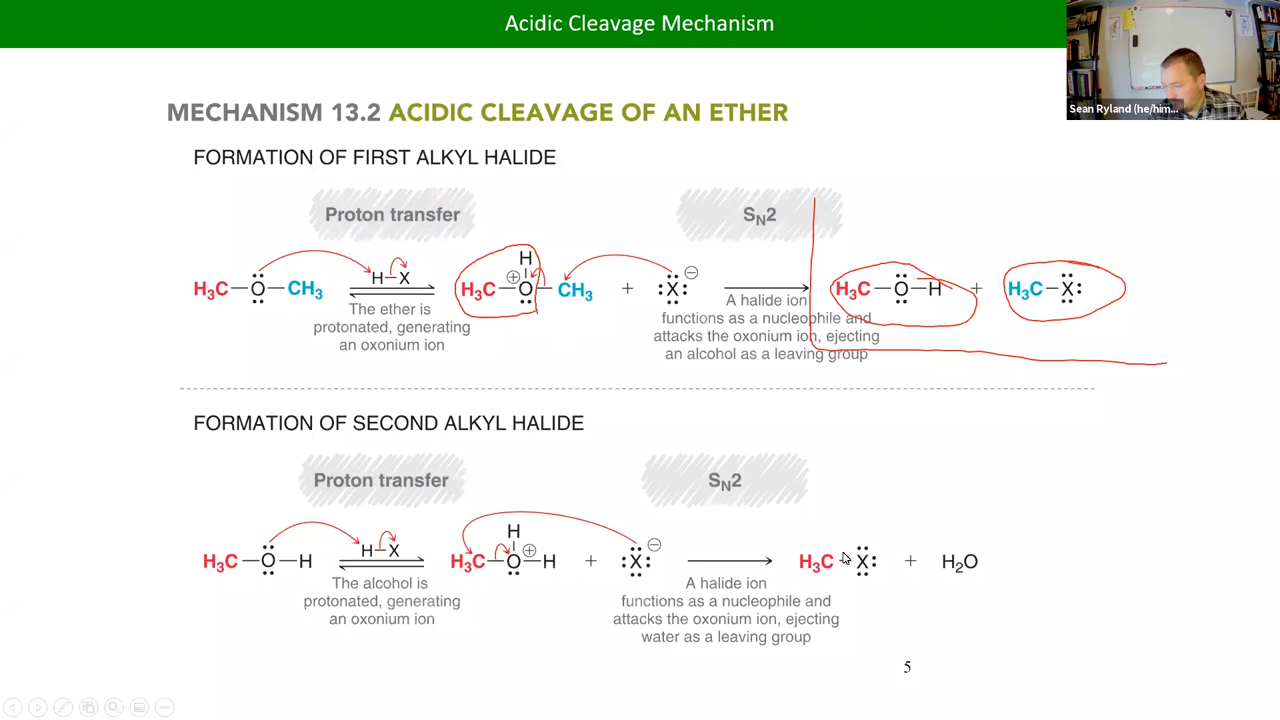 Acidic Cleavage Mechanism
Sean Ryland (he/him...
MECHANISM 13.2 ACIDIC CLEAVAGE OF AN ETHER
FORMATION OF FIRST ALKYL HALIDE
Proton transfer
SN2
H₃C—O—CH₃
H–X
H
H₃C—O—CH₃
⊕
+
:X:
⊖
H₃C—O—H
+
H₃C—X:
The ether is
protonated, generating
an oxonium ion
A halide ion
functions as a nucleophile and
attacks the oxonium ion, ejecting
an alcohol as a leaving group
FORMATION OF SECOND ALKYL HALIDE
Proton transfer
SN2
H₃C—O—H
H–X
H
H₃C—O—H
⊕
+
:X:
⊖
H₃C—X:
+
H₂O
The alcohol is
protonated, generating
an oxonium ion
A halide ion
functions as a nucleophile and
attacks the oxonium ion, ejecting
water as a leaving group
5